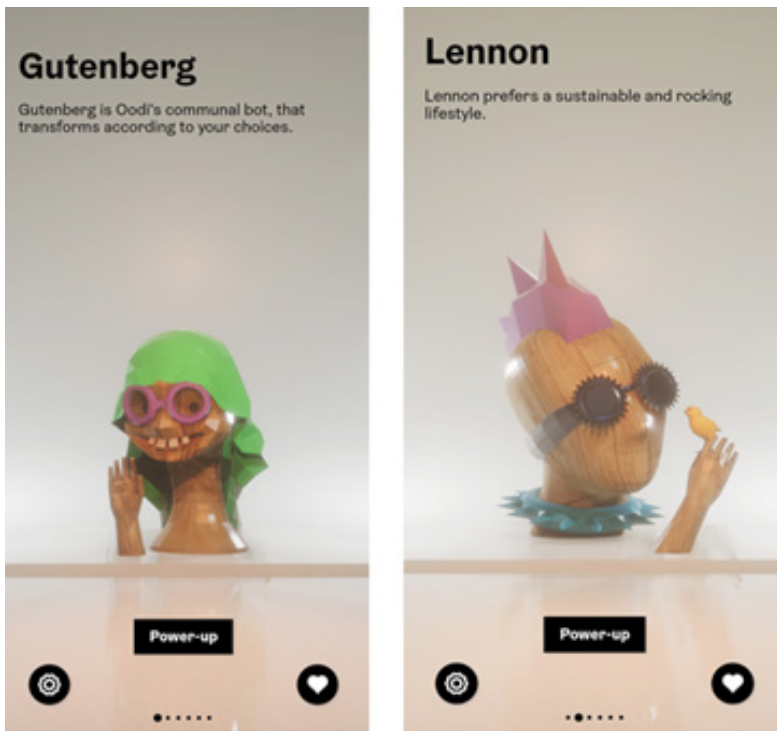 Gutenberg
Gutenberg is Oodi's communal bot, that
transforms according to your choices.
Power-up
Lennon
Lennon prefers a sustainable and rocking
lifestyle.
Power-up